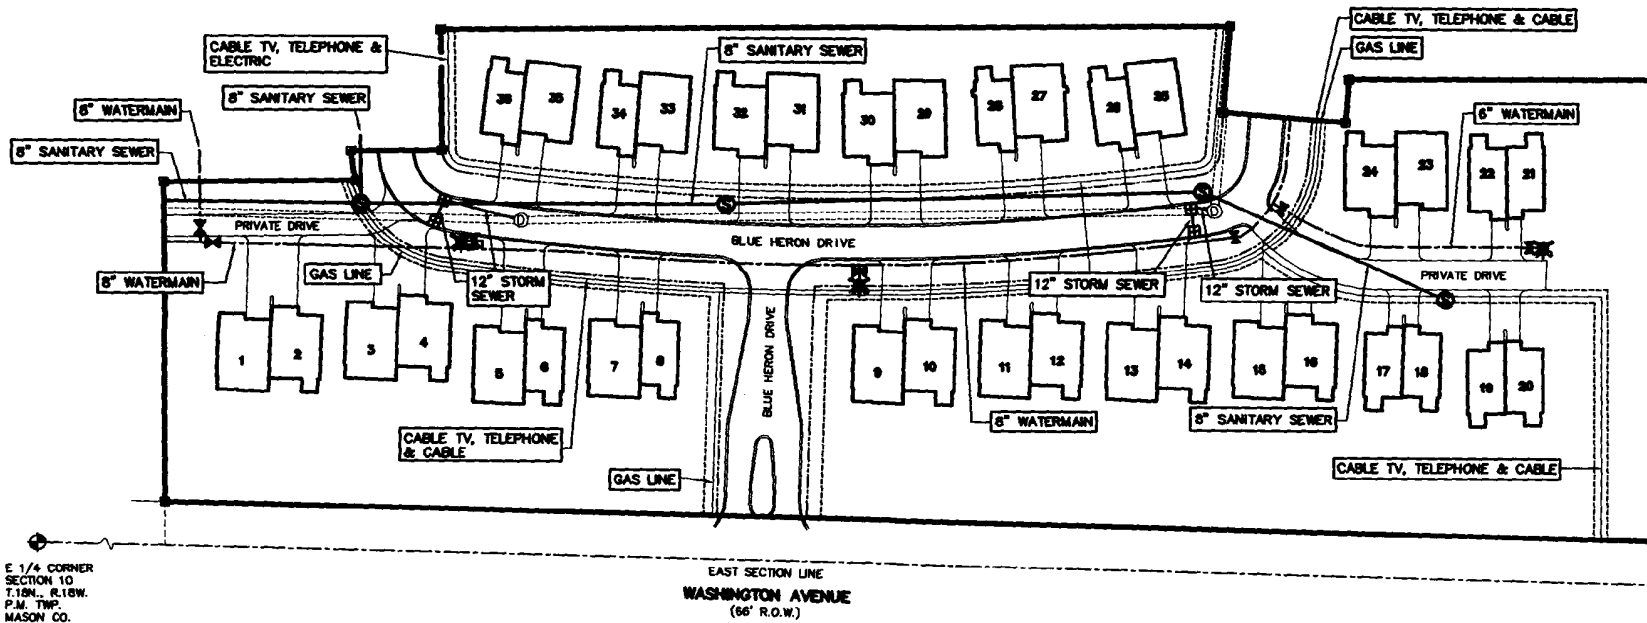 CABLE TV, TELEPHONE & CABLE
GAS LINE
CABLE TV, TELEPHONE &
ELECTRIC
8" SANITARY SEWER
8" SANITARY SEWER
8" WATERMAIN
8" SANITARY SEWER
6" WATERMAIN
36
35
34
33
32
31
30
29
28
27
26
25
24
23
22
21
S
S
S
D
D
PRIVATE DRIVE
BLUE HERON DRIVE
8" WATERMAIN
GAS LINE
12" STORM
SEWER
12" STORM SEWER
12" STORM SEWER
PRIVATE DRIVE
S
BLUE HERON DRIVE
1
2
3
4
5
6
7
8
9
10
11
12
13
14
15
16
17
18
19
20
8" WATERMAIN
8" SANITARY SEWER
CABLE TV, TELEPHONE
& CABLE
GAS LINE
CABLE TV, TELEPHONE & CABLE
E 1/4 CORNER
SECTION 10
T.18N., R.18W.
P.M. TWP.
MASON CO.
EAST SECTION LINE
WASHINGTON AVENUE
(66' R.O.W.)